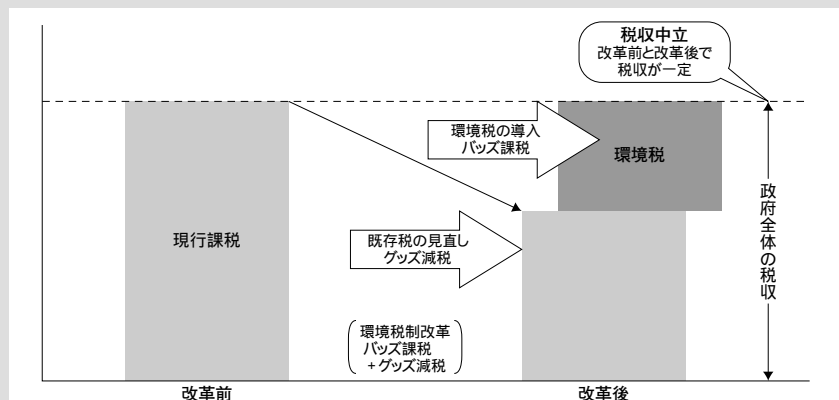 税収中立
改革前と改革後で
税収が一定
環境税の導入
バッズ課税
環境税
現行課税
既存税の見直し
グッズ減税
政府全体の税収
環境税制改革
バッズ課税
+グッズ減税
改革前
改革後